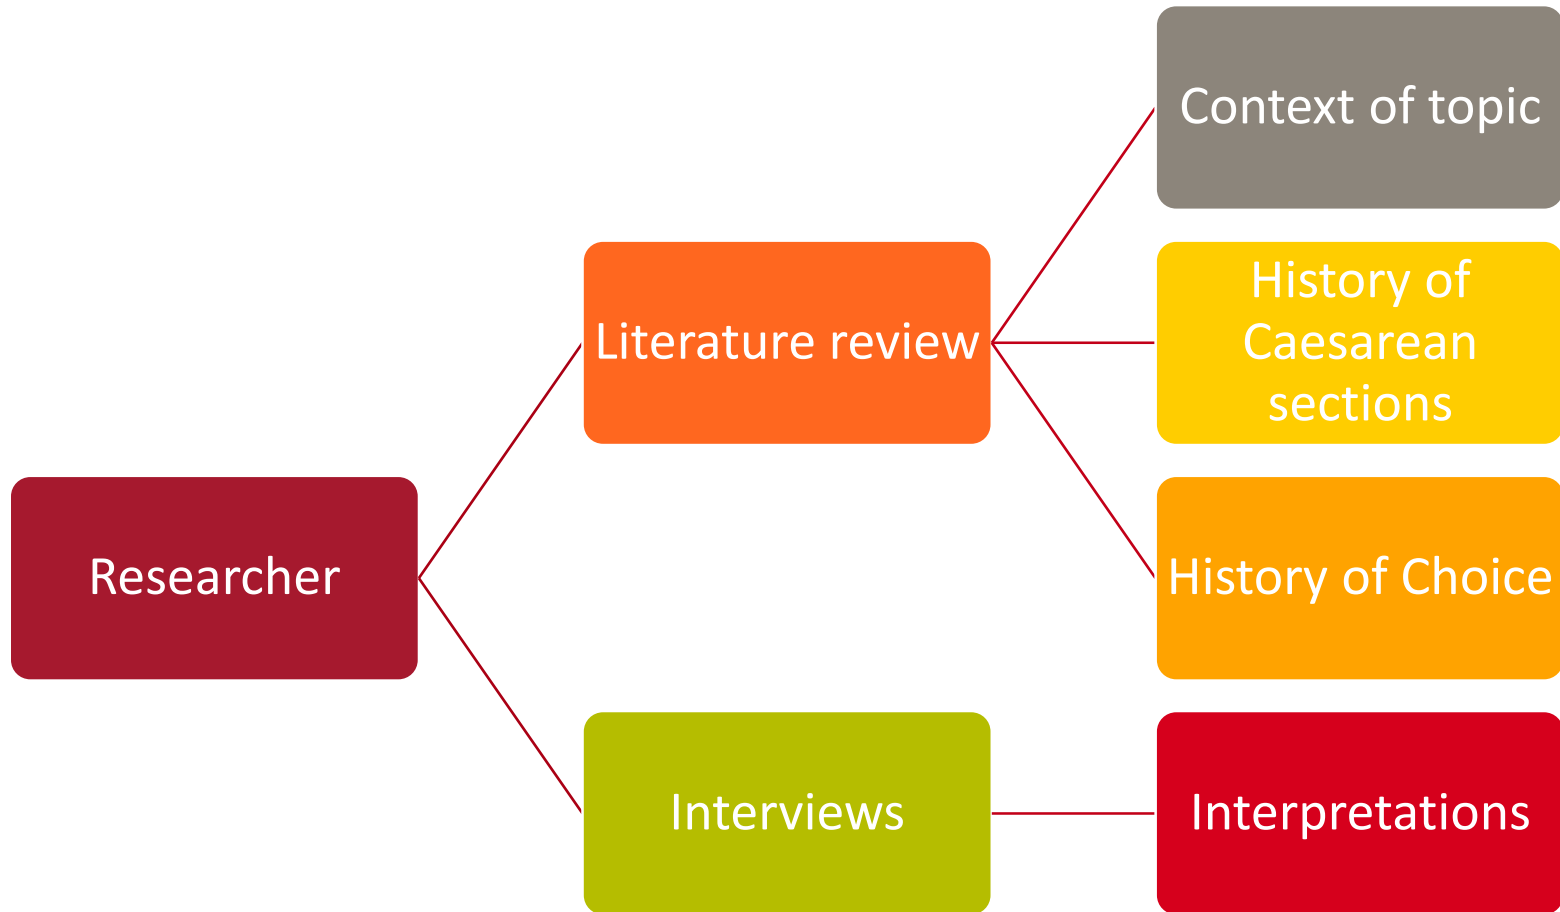 Context of topic
Literature review
History of
Caesarean
sections
Researcher
History of Choice
Interviews
Interpretations